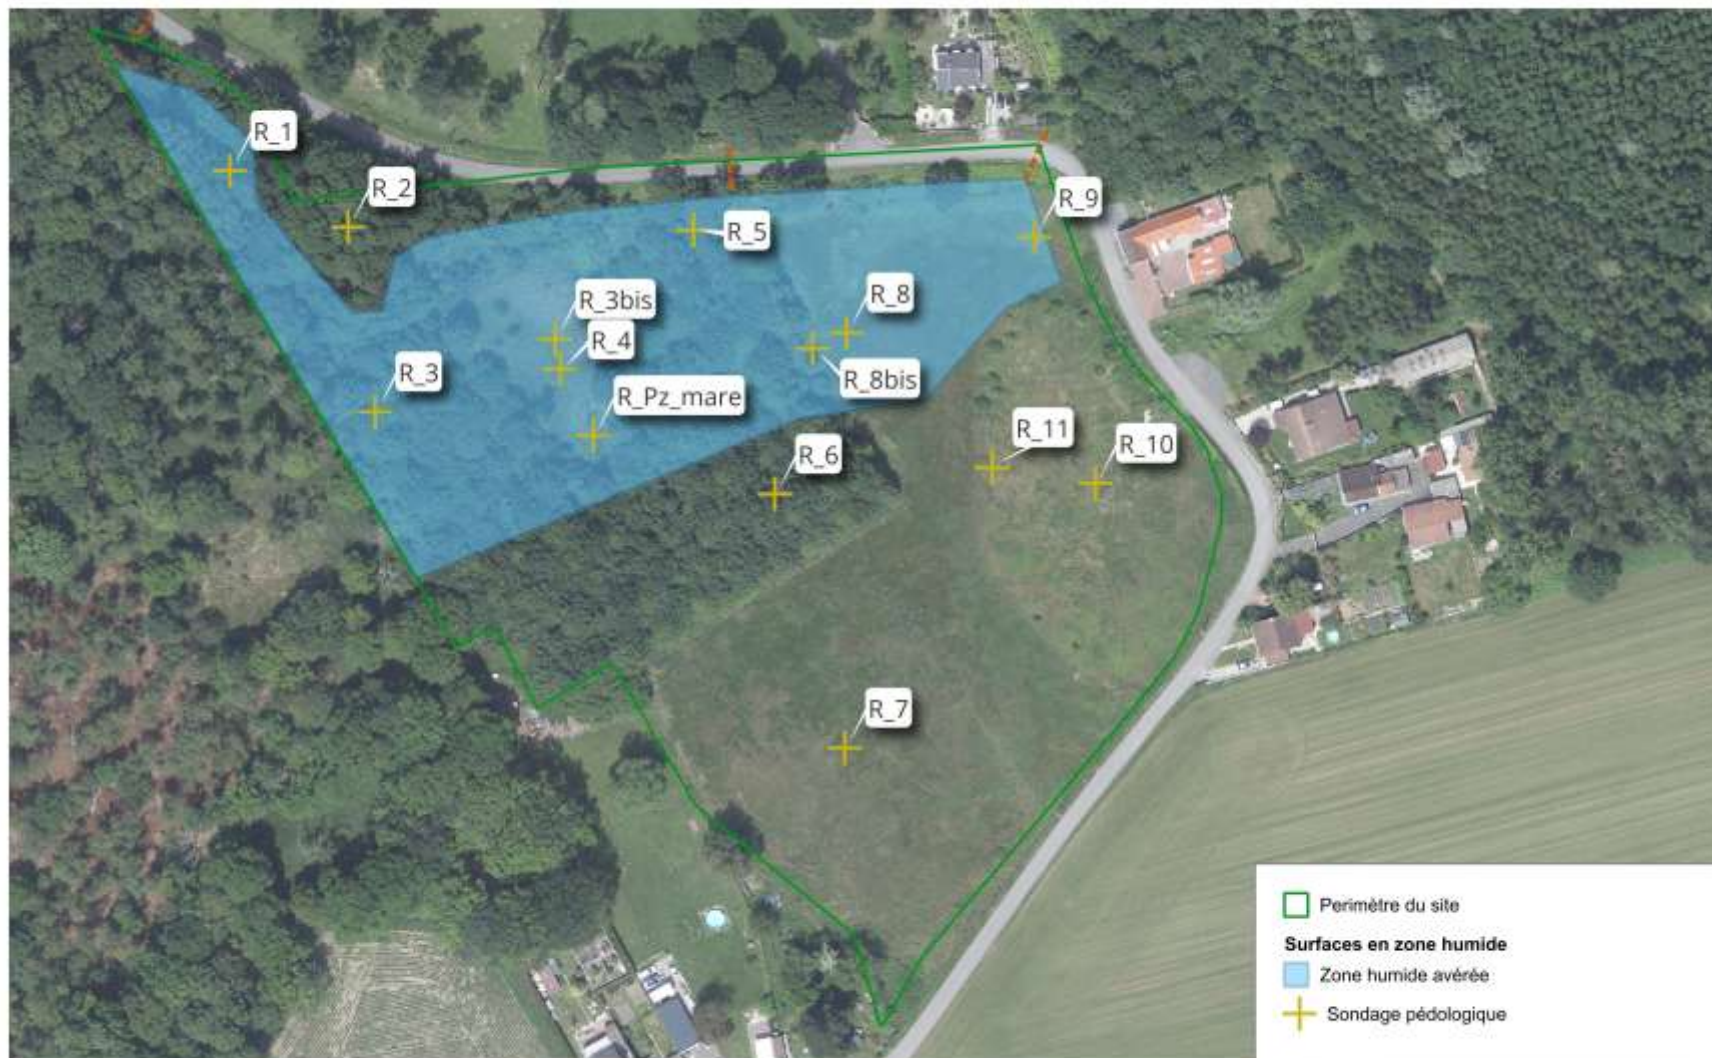 R_1
R_2
R_9
R_5
R_3bis
R_8
R_4
R_8bis
R_3
R_Pz_mare
R_11
R_10
R_6
R_7
Perimètre du site
Surfaces en zone humide
Zone humide avérée
Sondage pédologique